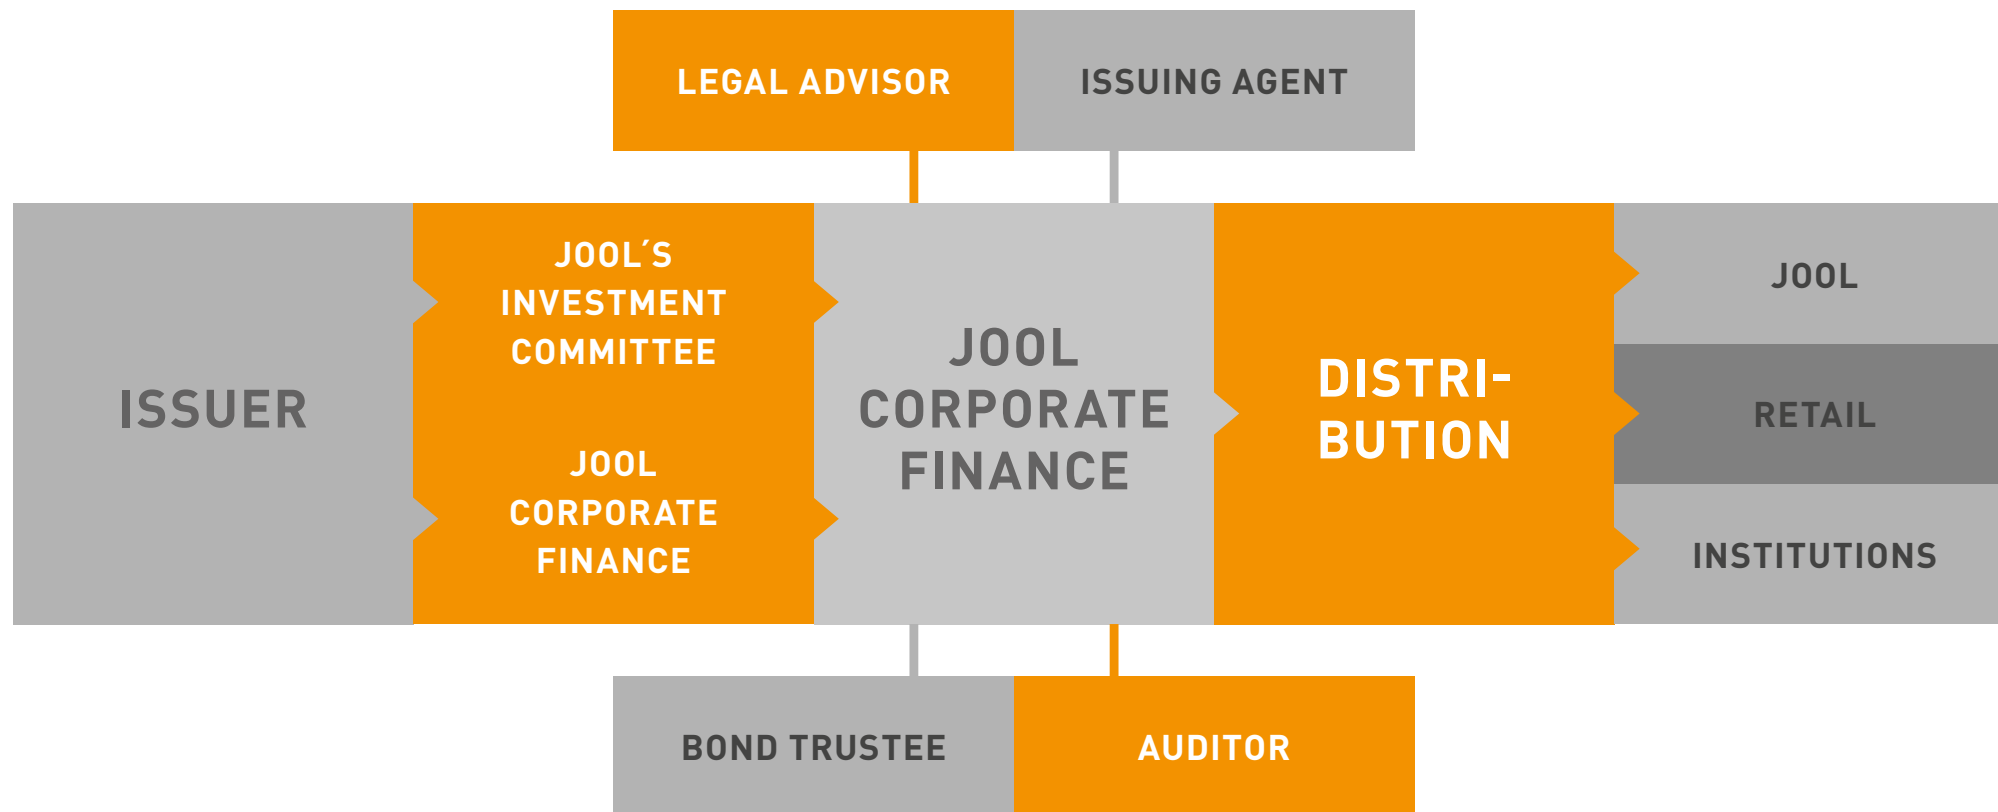 LEGAL ADVISOR
ISSUING AGENT
ISSUER
JOOL´S
INVESTMENT
COMMITTEE
JOOL
CORPORATE
FINANCE
JOOL
CORPORATE
FINANCE
DISTRI-
BUTION
JOOL
RETAIL
INSTITUTIONS
BOND TRUSTEE
AUDITOR